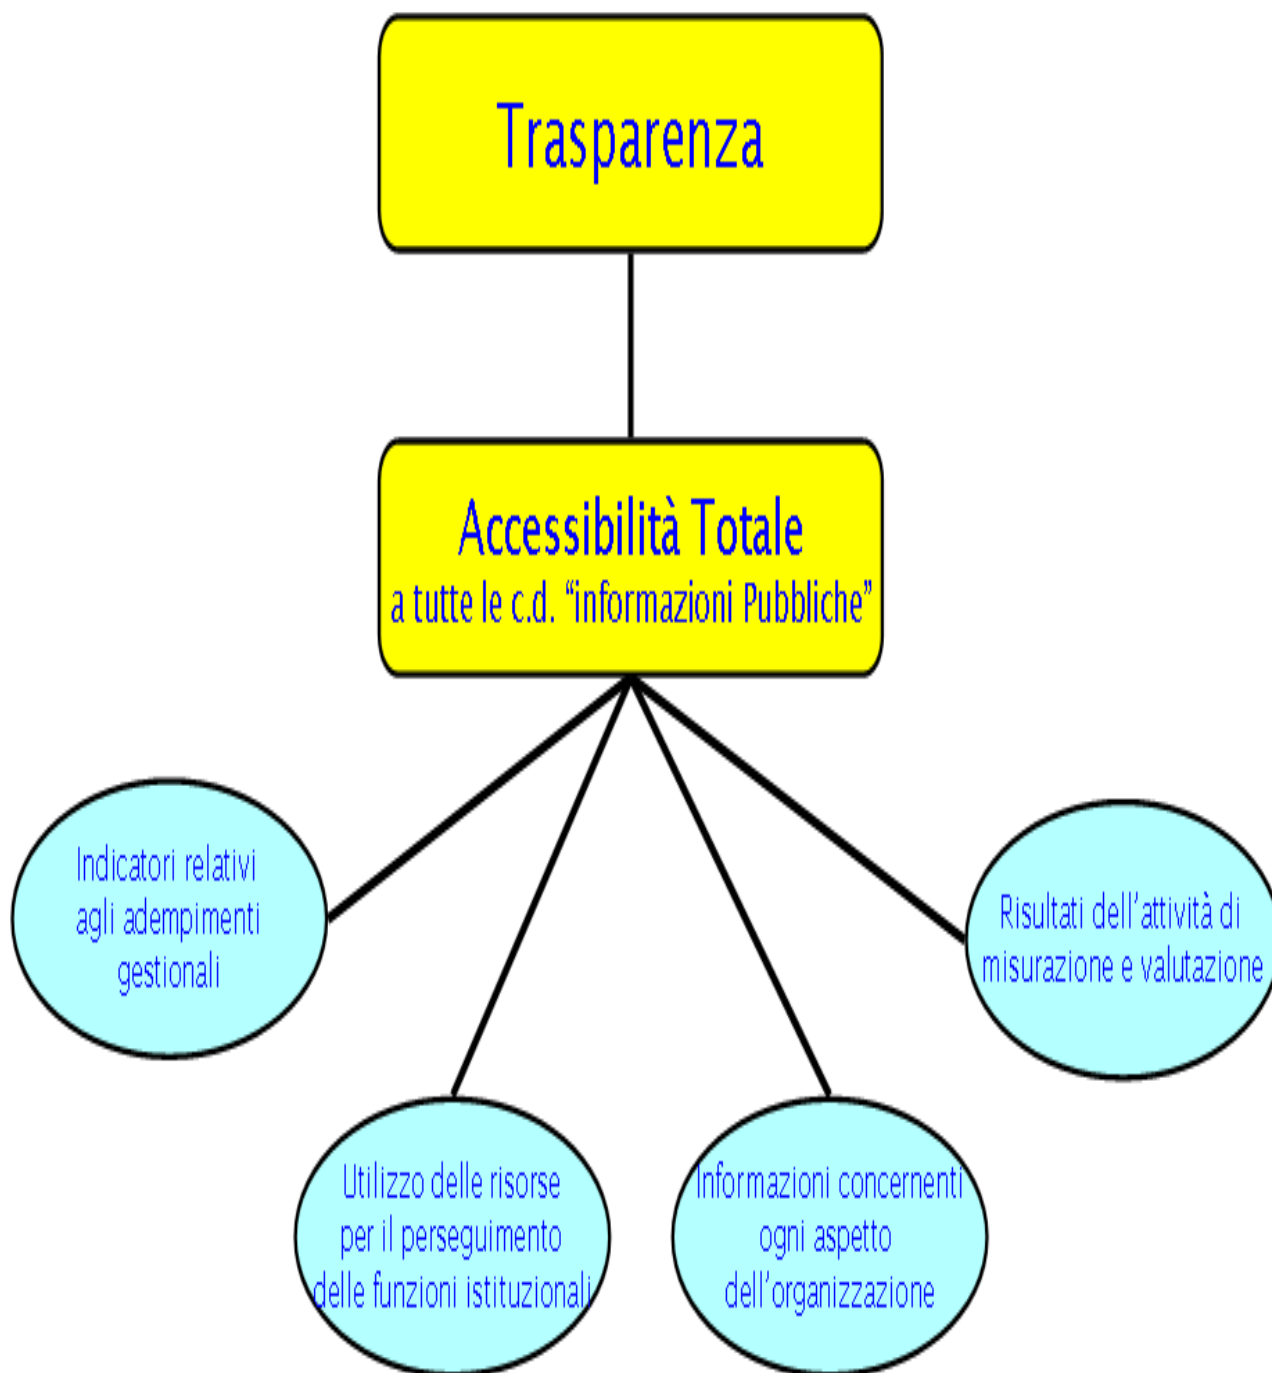 Trasparenza
Accessibilità Totale
a tutte le c.d. “informazioni Pubbliche”
Indicatori relativi
agli adempimenti
gestionali
Risultati dell’attività di
misurazione e valutazione
Utilizzo delle risorse
per il perseguimento
delle funzioni istituzionali
Informazioni concernenti
ogni aspetto
dell’organizzazione